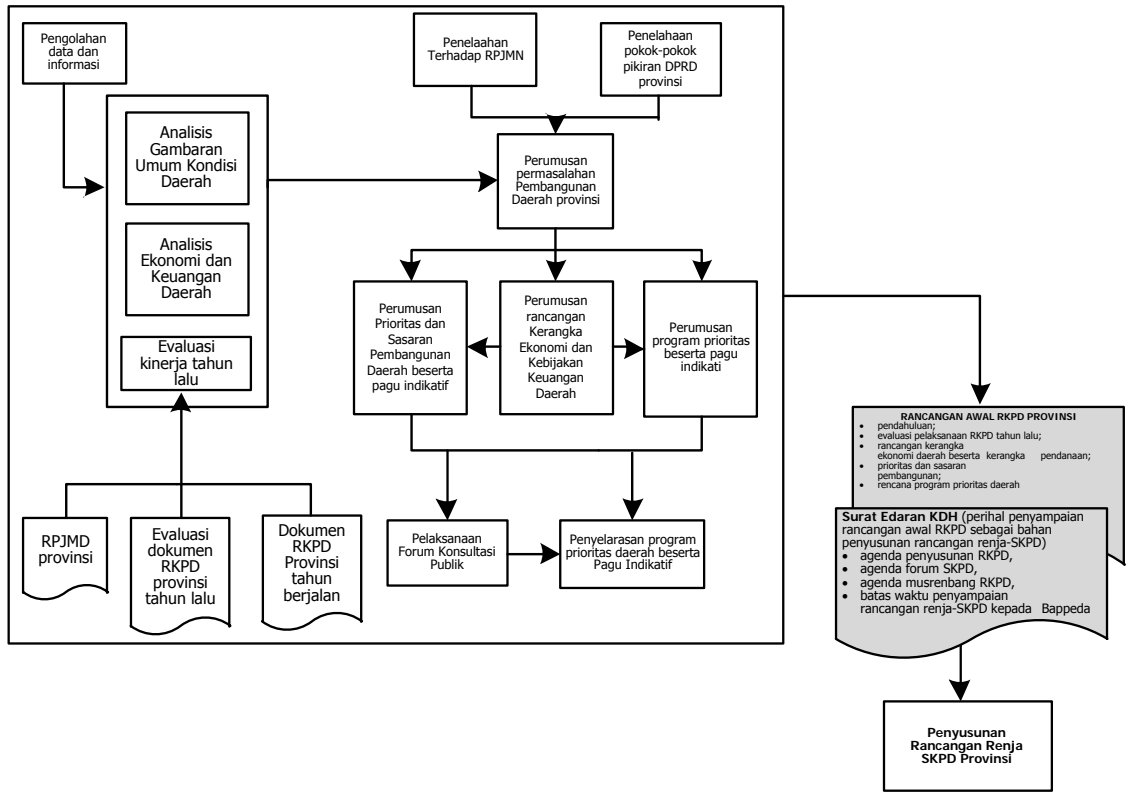 Pengolahan
data dan
informasi
Penelaahan
Terhadap RPJMN
Penelahaan
pokok-pokok
pikiran DPRD
provinsi
Analisis
Gambaran
Umum Kondisi
Daerah
Analisis
Ekonomi dan
Keuangan
Daerah
Evaluasi
kinerja tahun
lalu
Perumusan
permasalahan
Pembangunan
Daerah provinsi
Perumusan
Prioritas dan
Sasaran
Pembangunan
Daerah beserta
pagu indikatif
Perumusan
rancangan
Kerangka
Ekonomi dan
Kebijakan
Keuangan
Daerah
Perumusan
program prioritas
beserta pagu
indikati
RPJMD
provinsi
Evaluasi
dokumen
RKPD
provinsi
tahun lalu
Dokumen
RKPD
Provinsi
tahun
berjalan
Pelaksanaan
Forum Konsultasi
Publik
Penyelarasan program
prioritas daerah beserta
Pagu Indikatif
RANCANGAN AWAL RKPD PROVINSI
• pendahuluan;
• evaluasi pelaksanaan RKPD tahun lalu;
• rancangan kerangka
ekonomi daerah beserta kerangka pendanaan;
• prioritas dan sasaran
pembangunan;
• rencana program prioritas daerah
Surat Edaran KDH (perihal penyampaian
rancangan awal RKPD sebagai bahan
penyusunan rancangan renja-SKPD)
• agenda penyusunan RKPD,
• agenda forum SKPD,
• agenda musrenbang RKPD,
• batas waktu penyampaian
rancangan renja-SKPD kepada Bappeda
Penyusunan
Rancangan Renja
SKPD Provinsi